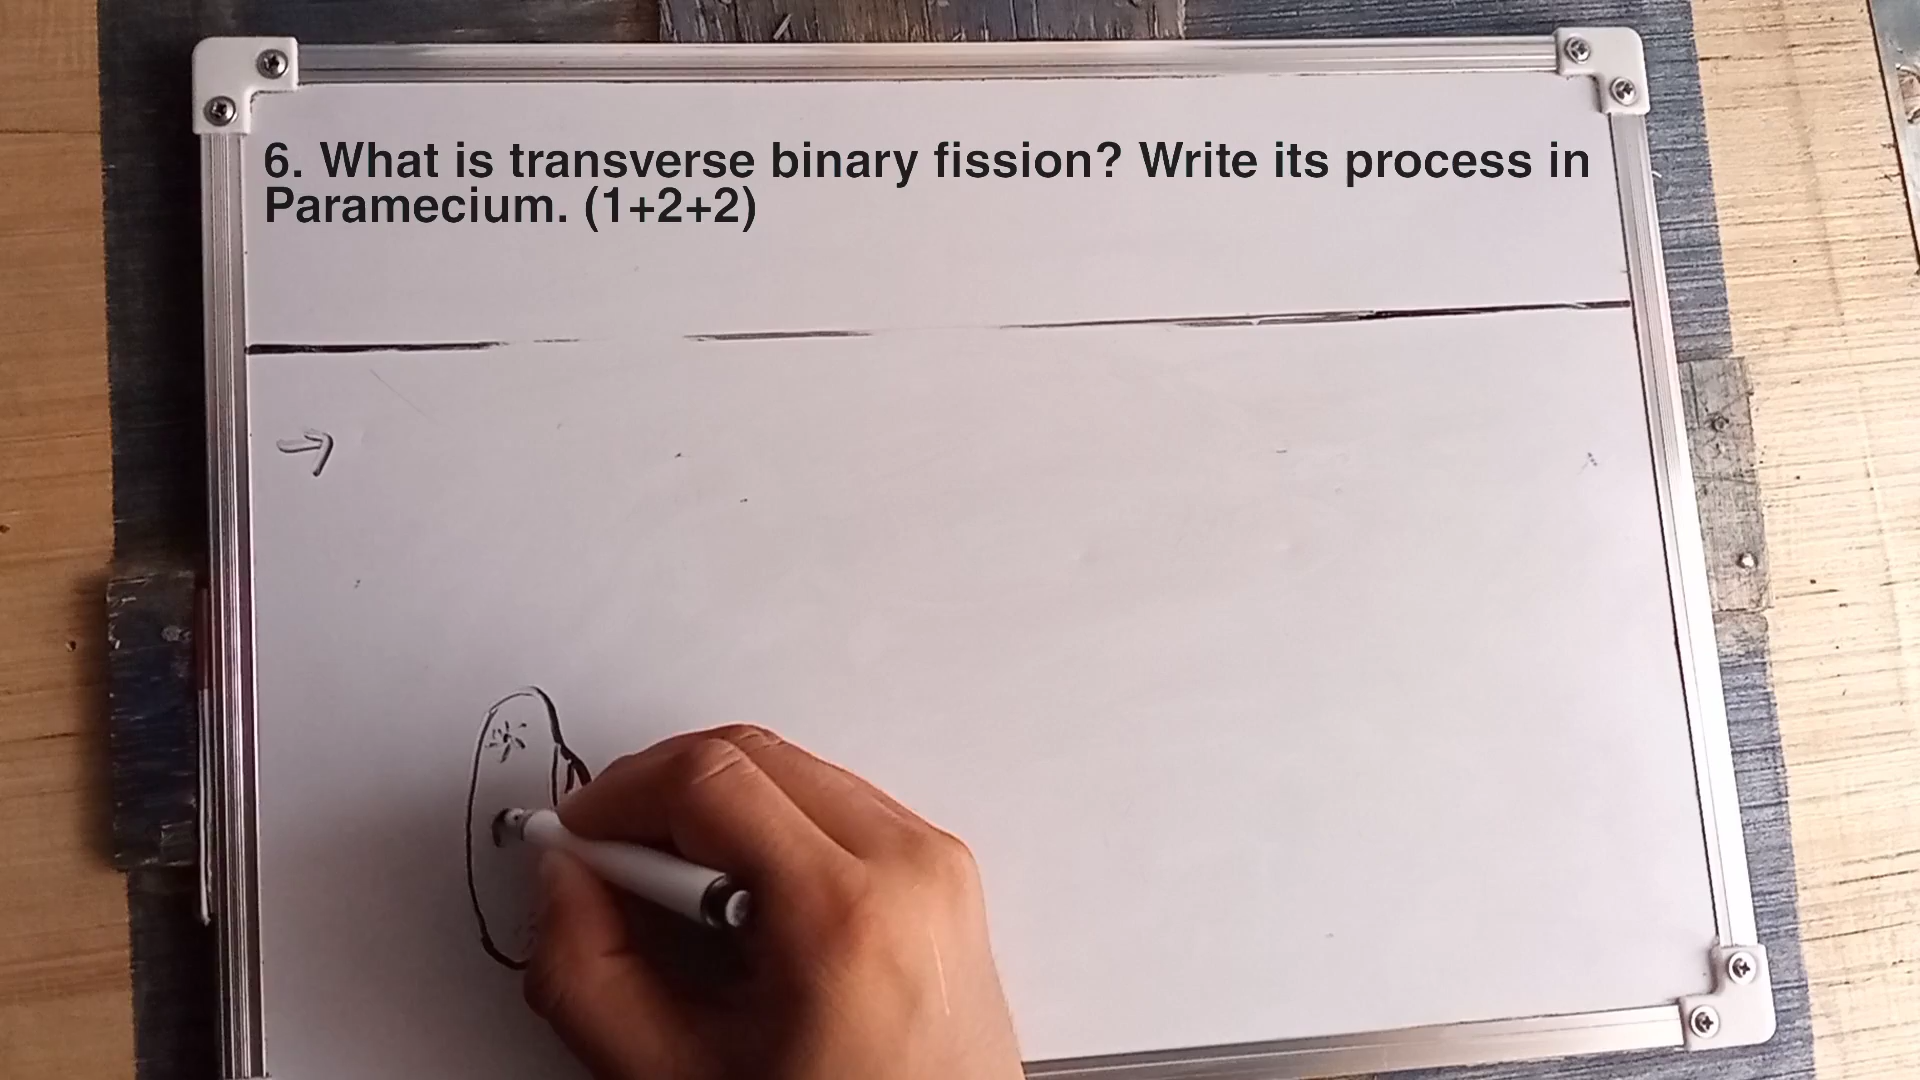 6. What is transverse binary fission? Write its process in
Paramecium. (1+2+2)